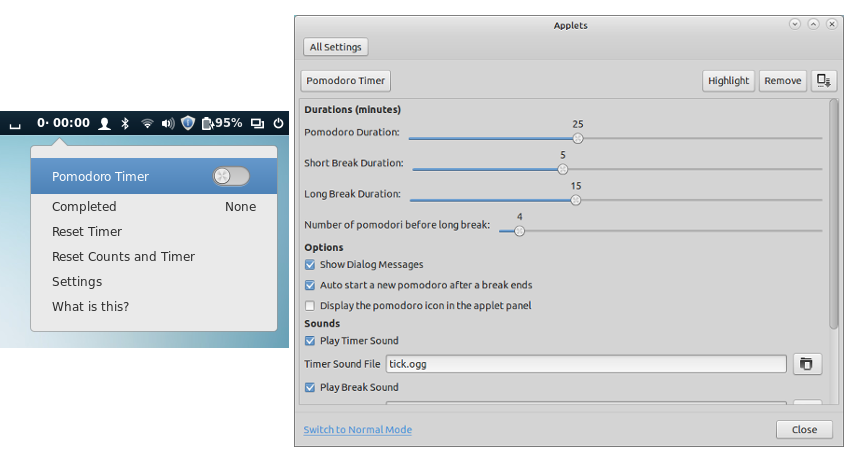 0· 00:00 95%
Pomodoro Timer
Completed None
Reset Timer
Reset Counts and Timer
Settings
What is this?
Applets
All Settings
Pomodoro Timer Highlight Remove
Durations (minutes)
25
Pomodoro Duration:
5
Short Break Duration:
15
Long Break Duration:
4
Number of pomodori before long break:
Options
Show Dialog Messages
Auto start a new pomodoro after a break ends
Display the pomodoro icon in the applet panel
Sounds
Play Timer Sound
Timer Sound File tick.ogg
Play Break Sound
Switch to Normal Mode Close